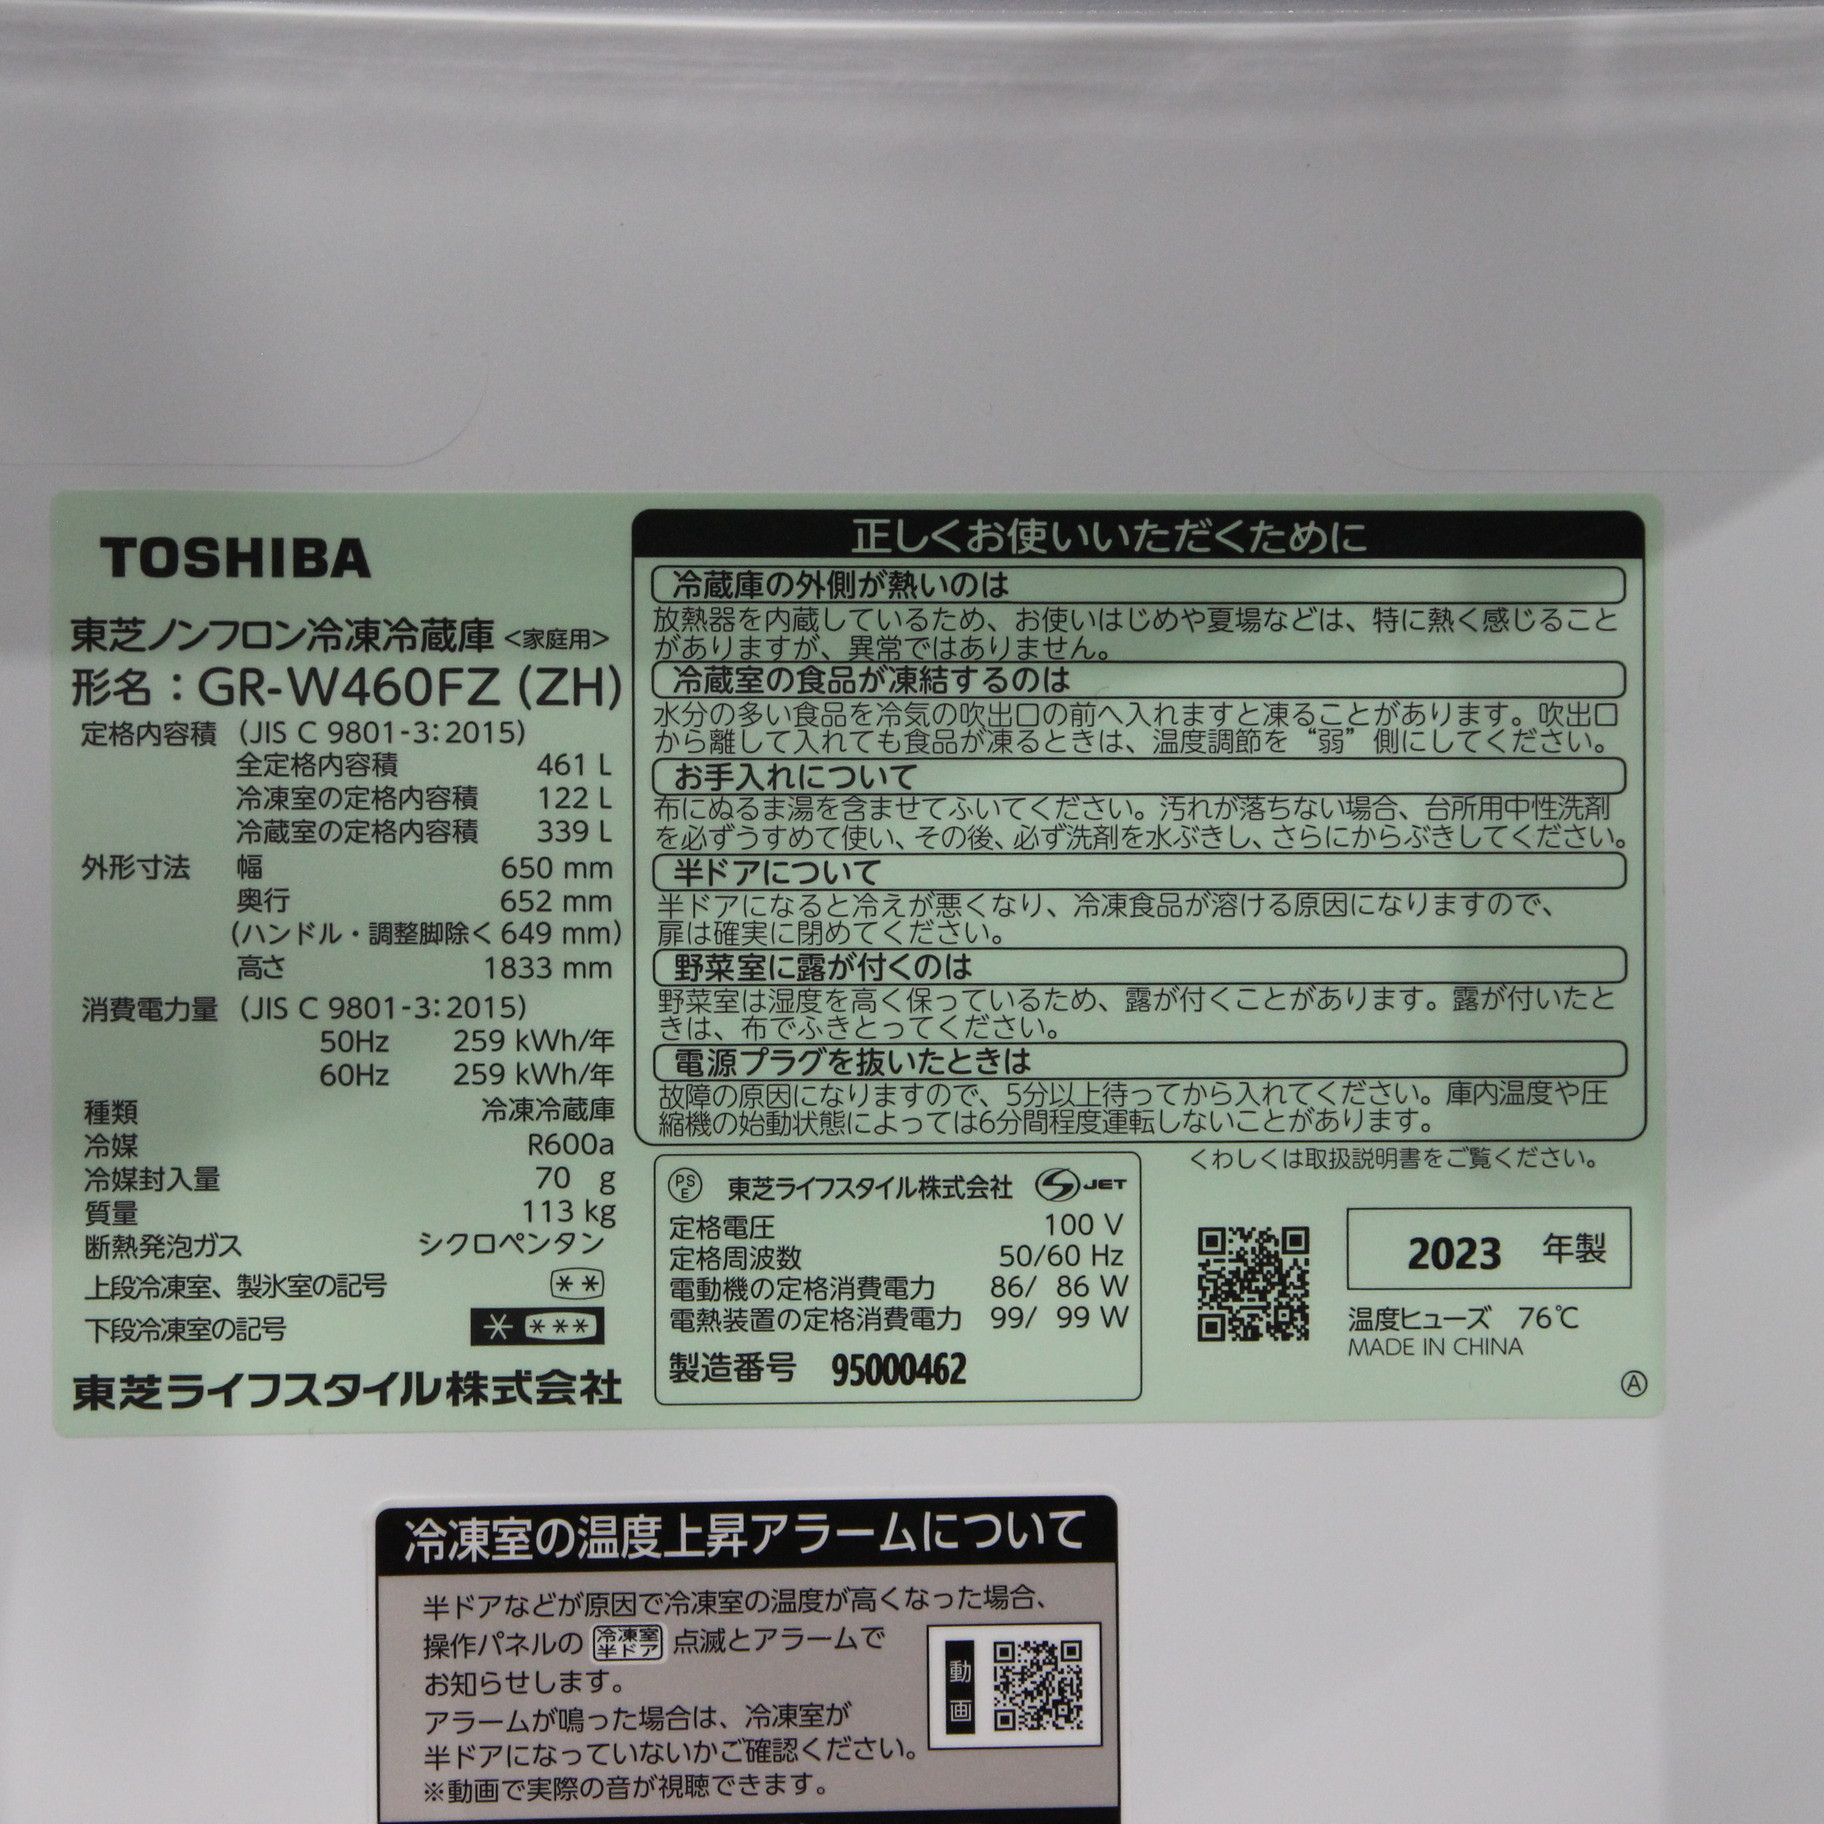 TOSHIBA
東芝ノンフロン冷凍冷蔵庫<家庭用>
形名：GR-W460FZ (ZH)
定格内容積 (JIS C 9801-3:2015)
全定格内容積 461 L
冷凍室の定格内容積 122 L
冷蔵室の定格内容積 339 L
外形寸法 幅 650 mm
奥行 652 mm
(ハンドル・調整脚除く 649 mm)
高さ 1833 mm
消費電力量 (JIS C 9801-3:2015)
50Hz 259 kWh/年
60Hz 259 kWh/年
種類 冷凍冷蔵庫
冷媒 R600a
冷媒封入量 70 g
質量 113 kg
断熱発泡ガス シクロペンタン
上段冷凍室、製氷室の記号 **
下段冷凍室の記号 * ***
東芝ライフスタイル株式会社
正しくお使いいただくために
冷蔵庫の外側が熱いのは
放熱器を内蔵しているため、お使いはじめや夏場などは、特に熱く感じること
がありますが、異常ではありません。
冷蔵室の食品が凍結するのは
水分の多い食品を冷気の吹出口の前へ入れますと凍ることがあります。吹出口
から離して入れても食品が凍るときは、温度調節を“弱”側にしてください。
お手入れについて
布にぬるま湯を含ませてふいてください。汚れが落ちない場合、台所用中性洗剤
を必ずうすめて使い、その後、必ず洗剤を水ぶきし、さらにからぶきしてください。
半ドアについて
半ドアになると冷えが悪くなり、冷凍食品が溶ける原因になりますので、
扉は確実に閉めてください。
野菜室に露が付くのは
野菜室は湿度を高く保っているため、露が付くことがあります。露が付いたと
きは、布でふきとってください。
電源プラグを抜いたときは
故障の原因になりますので、5分以上待ってから入れてください。庫内温度や圧
縮機の始動状態によっては6分間程度運転しないことがあります。
くわしくは取扱説明書をご覧ください。
PSE 東芝ライフスタイル株式会社 JET
定格電圧 100 V
定格周波数 50/60 Hz
電動機の定格消費電力 86/ 86 W
電熱装置の定格消費電力 99/ 99 W
製造番号 95000462
2023 年製
温度ヒューズ 76℃
MADE IN CHINA
Ⓐ
冷凍室の温度上昇アラームについて
半ドアなどが原因で冷凍室の温度が高くなった場合、
操作パネルの 冷凍室半ドア 点滅とアラームで
お知らせします。
アラームが鳴った場合は、冷凍室が
半ドアになっていないかご確認ください。
※動画で実際の音が視聴できます。
動画